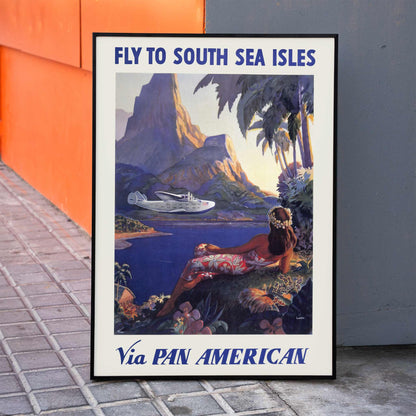 FLY TO SOUTH SEA ISLES
Via PAN AMERICAN